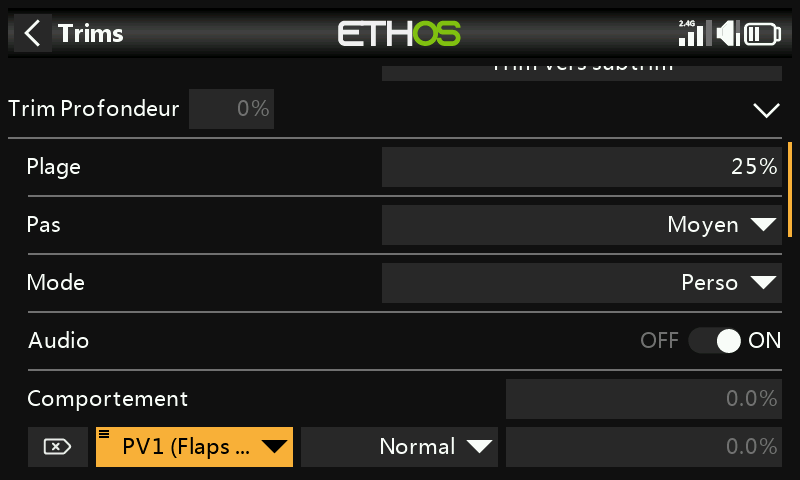 Trims ETHOS 2.4G
Trim vers subtrim
Trim Profondeur 0%
Plage 25%
Pas Moyen
Mode Perso
Audio OFF ON
Comportement 0.0%
PV1 (Flaps ... Normal 0.0%